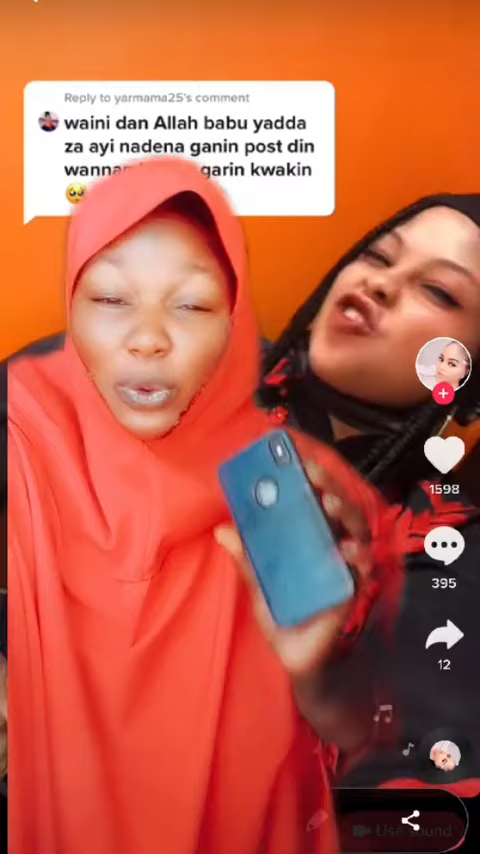 Reply to yarmama25's comment
waini dan Allah babu yadda
za ayi nadena ganin post din
garin kwakin
1598
395
12
Use sound